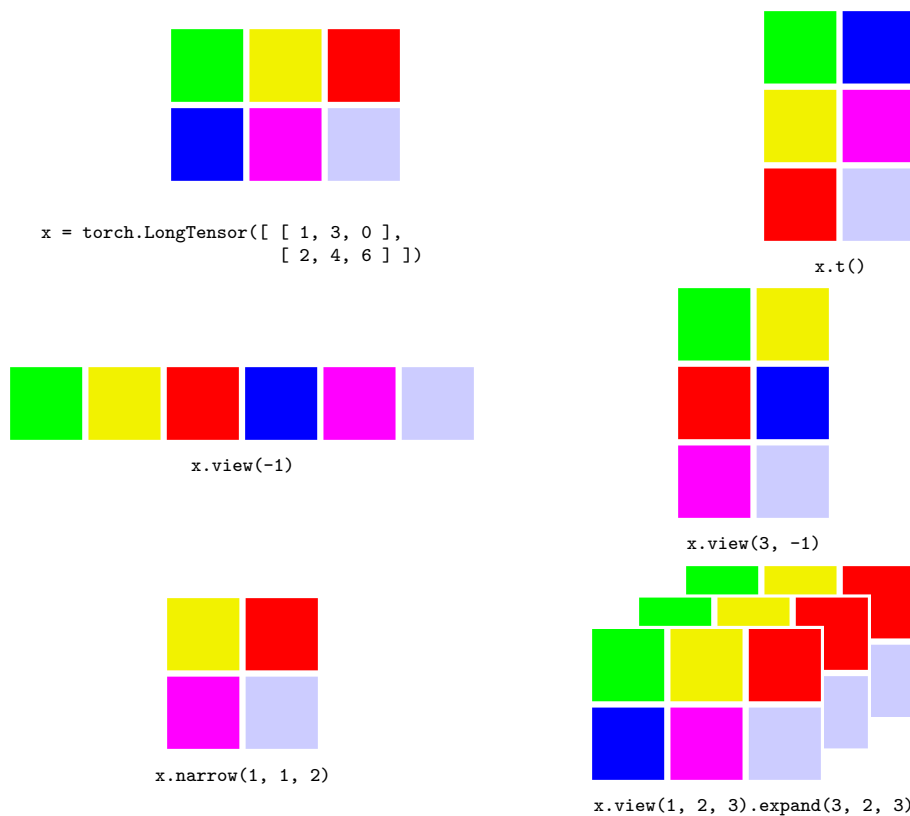 x = torch.LongTensor([ [ 1, 3, 0 ],
[ 2, 4, 6 ] ])
x.t()
x.view(-1)
x.view(3, -1)
x.narrow(1, 1, 2)
x.view(1, 2, 3).expand(3, 2, 3)